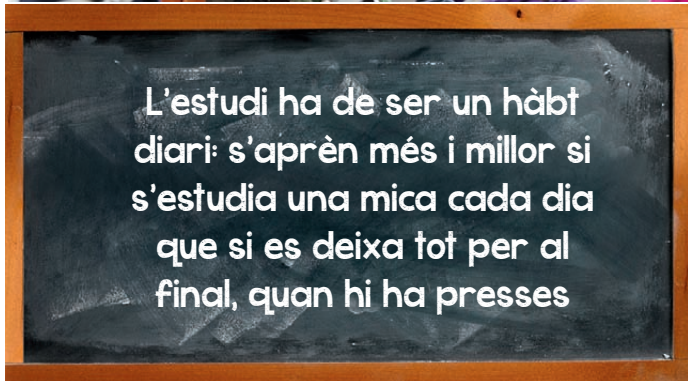 L'estudi ha de ser un hàbt
diari: s'aprèn més i millor si
s'estudia una mica cada dia
que si es deixa tot per al
final, quan hi ha presses